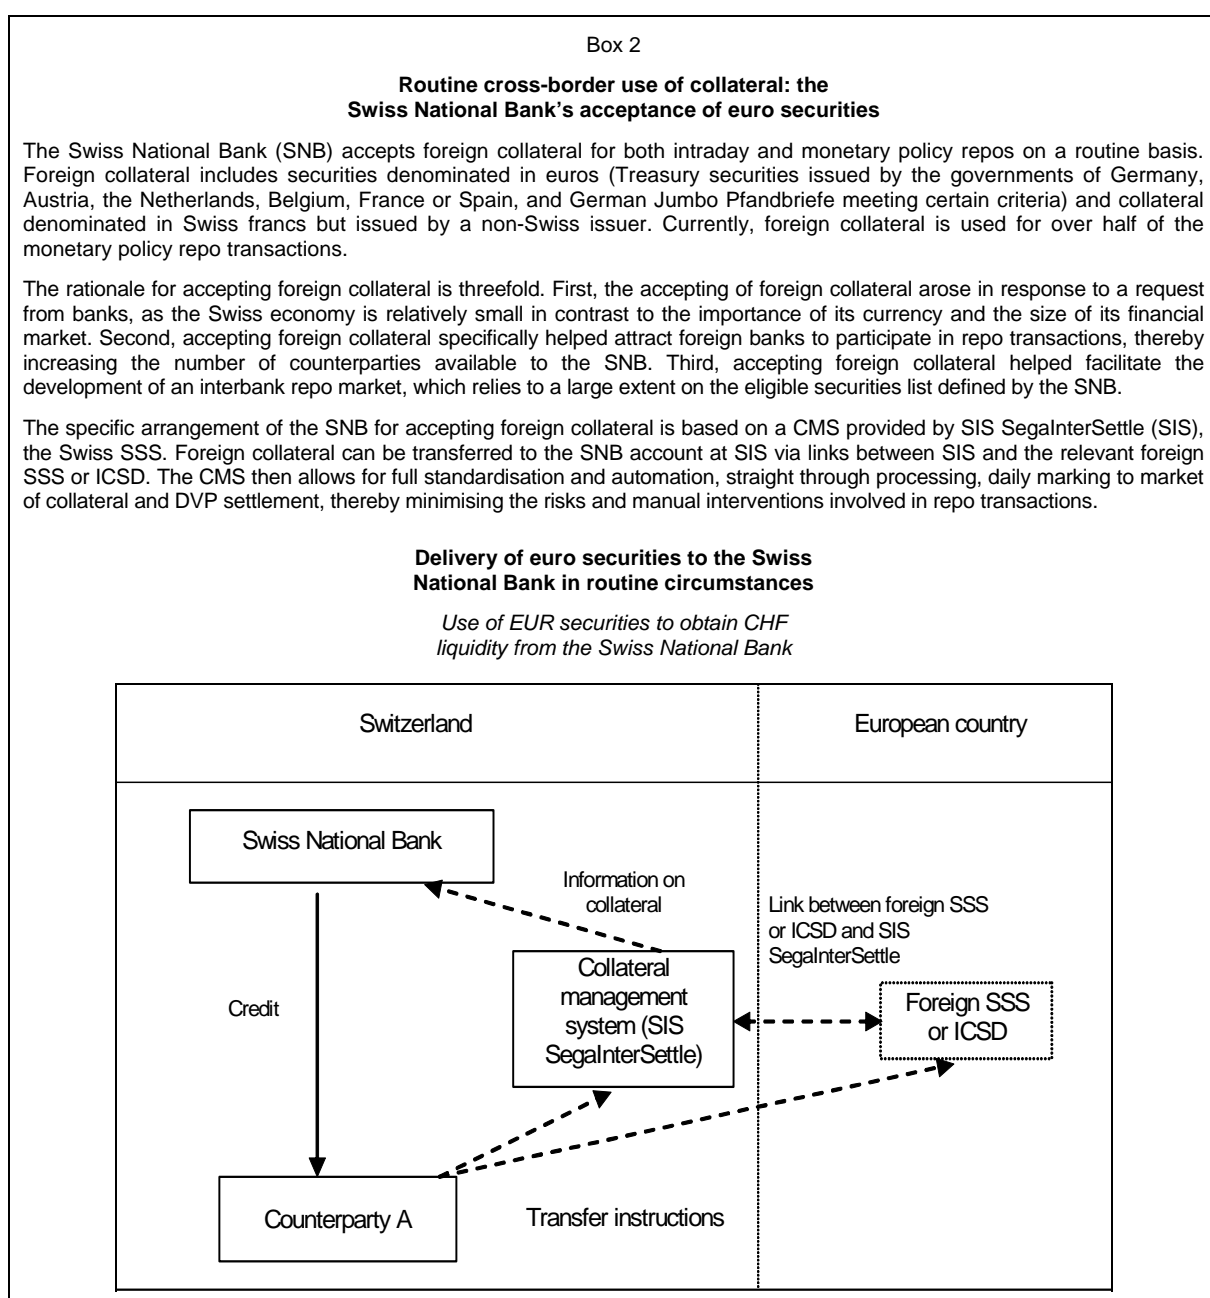 Box 2
Routine cross-border use of collateral: the
Swiss National Bank's acceptance of euro securities
The Swiss National Bank (SNB) accepts foreign collateral for both intraday and monetary policy repos on a routine basis.
Foreign collateral includes securities denominated in euros (Treasury securities issued by the governments of Germany,
Austria, the Netherlands, Belgium, France or Spain, and German Jumbo Pfandbriefe meeting certain criteria) and collateral
denominated in Swiss francs but issued by a non-Swiss issuer. Currently, foreign collateral is used for over half of the
monetary policy repo transactions.
The rationale for accepting foreign collateral is threefold. First, the accepting of foreign collateral arose in response to a request
from banks, as the Swiss economy is relatively small in contrast to the importance of its currency and the size of its financial
market. Second, accepting foreign collateral specifically helped attract foreign banks to participate in repo transactions, thereby
increasing the number of counterparties available to the SNB. Third, accepting foreign collateral helped facilitate the
development of an interbank repo market, which relies to a large extent on the eligible securities list defined by the SNB.
The specific arrangement of the SNB for accepting foreign collateral is based on a CMS provided by SIS SegaInterSettle (SIS),
the Swiss SSS. Foreign collateral can be transferred to the SNB account at SIS via links between SIS and the relevant foreign
SSS or ICSD. The CMS then allows for full standardisation and automation, straight through processing, daily marking to market
of collateral and DVP settlement, thereby minimising the risks and manual interventions involved in repo transactions.
Delivery of euro securities to the Swiss
National Bank in routine circumstances
Use of EUR securities to obtain CHF
liquidity from the Swiss National Bank
Switzerland
European country
Swiss National Bank
Information on
collateral
Link between foreign SSS
or ICSD and SIS
SegaInterSettle
Collateral
management
system (SIS
SegaInterSettle)
Foreign SSS
or ICSD
Credit
Counterparty A
Transfer instructions